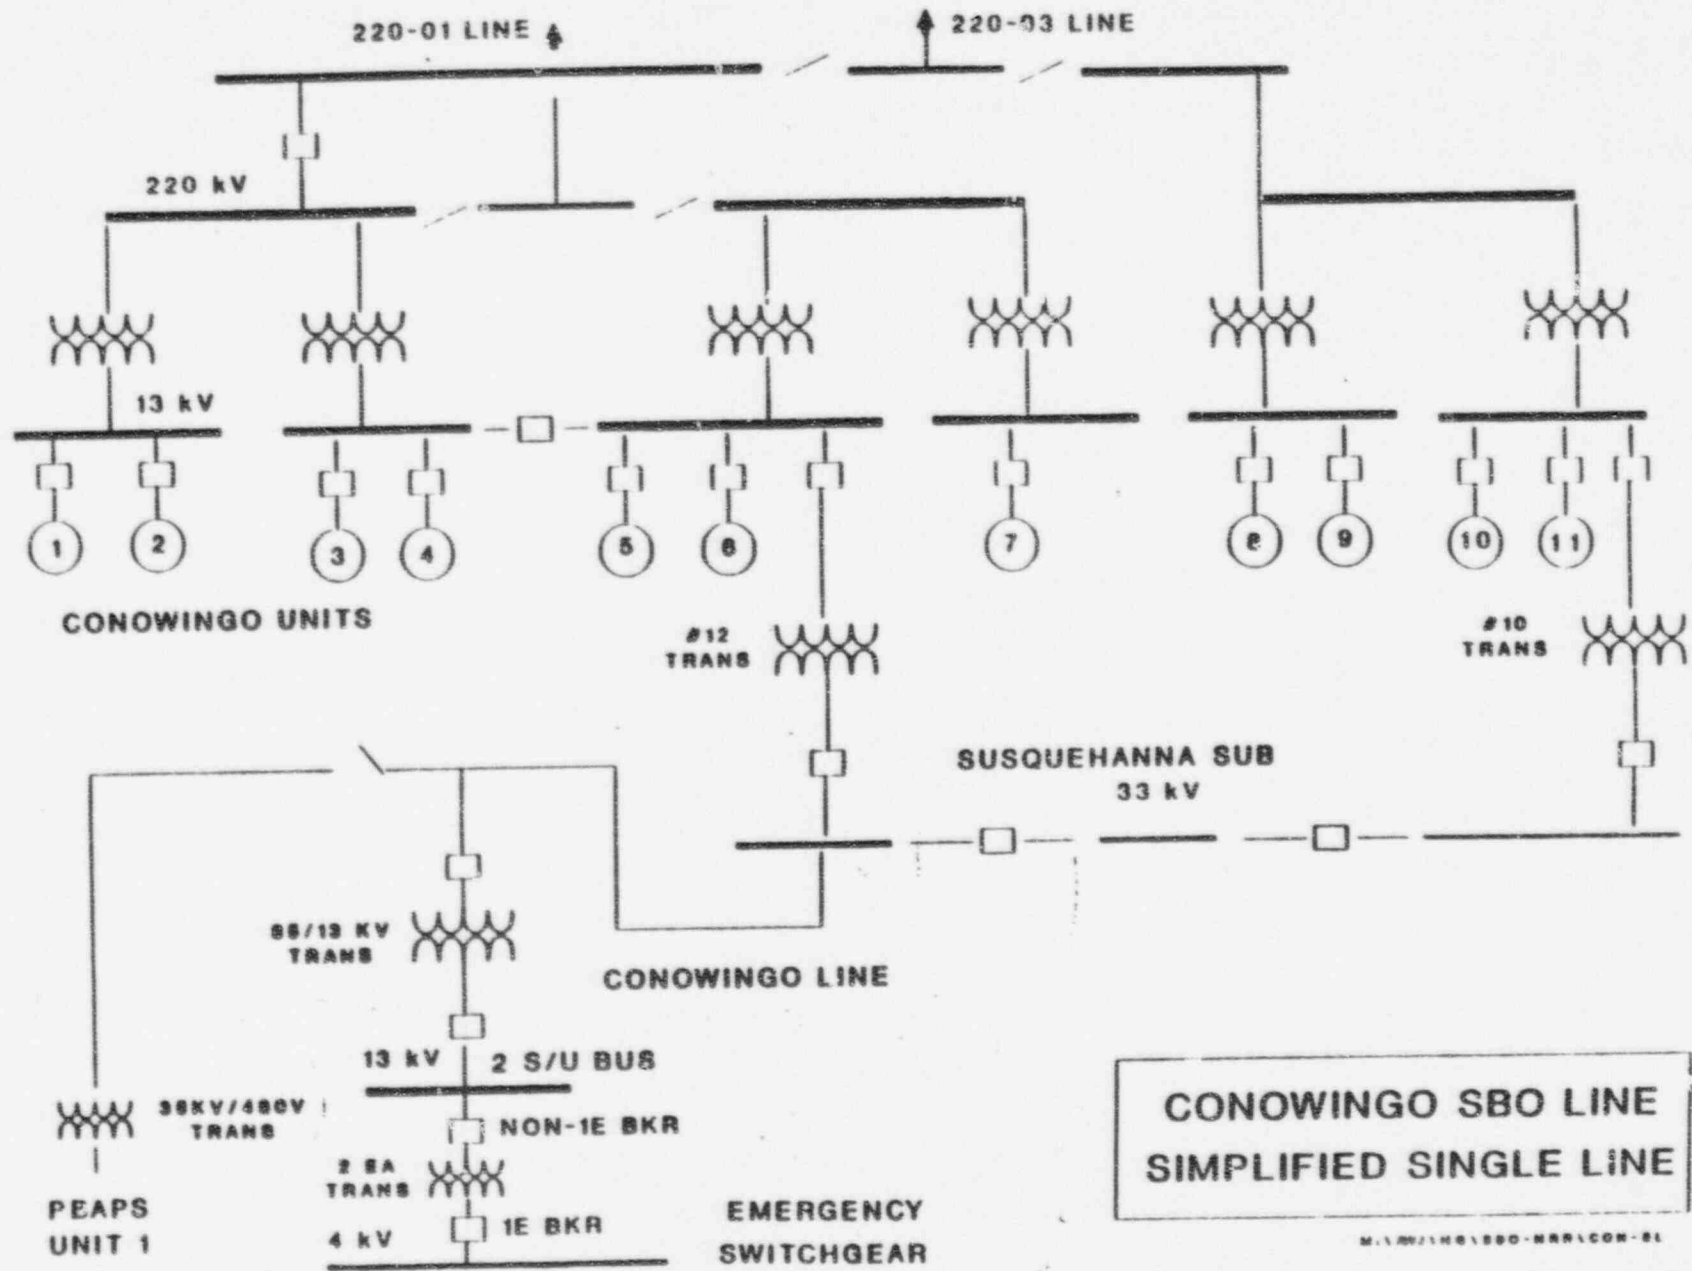 220-01 LINE
220-03 LINE
220 kV
13 kV
1
2
3
4
5
6
7
8
9
10
11
CONOWINGO UNITS
#12
TRANS
#10
TRANS
SUSQUEHANNA SUB
33 kV
TRANS
CONOWINGO LINE
13 kV
2 S/U BUS
TRANS
NON-1E BKR
TRANS
1E BKR
4 kV
PEAPS
UNIT 1
EMERGENCY
SWITCHGEAR
CONOWINGO SBO LINE
SIMPLIFIED SINGLE LINE